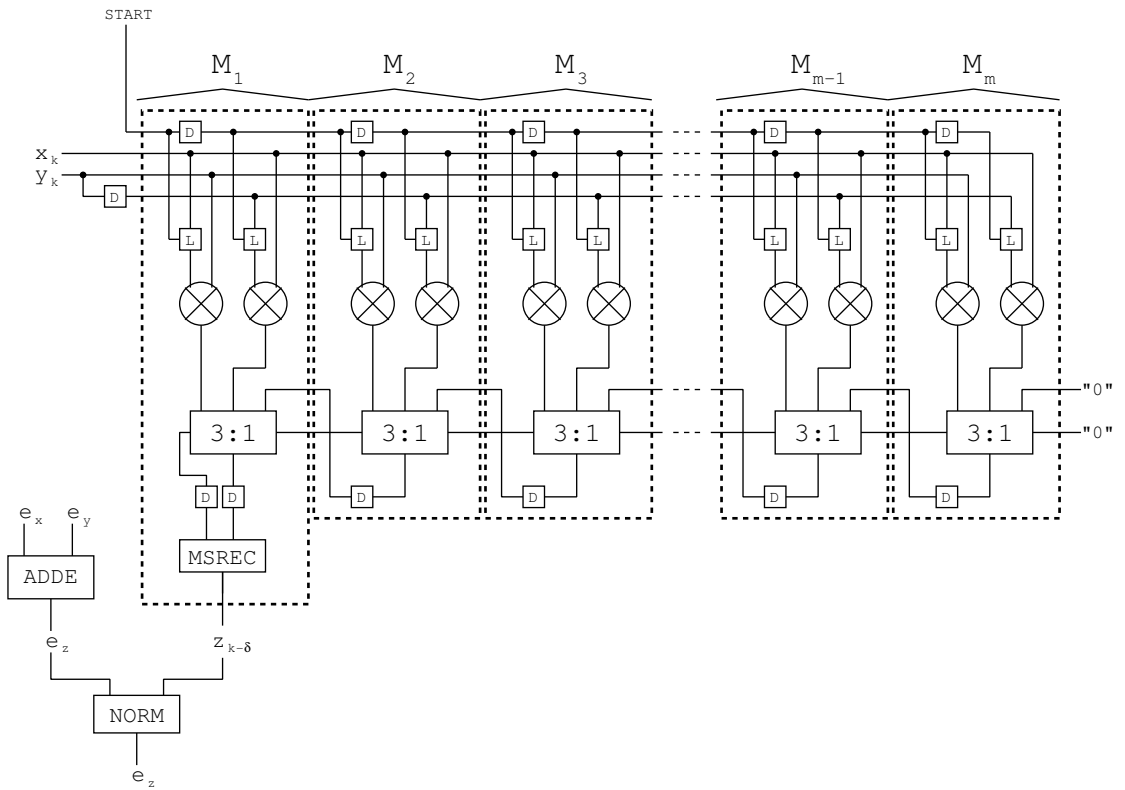 START
M1 M2 M3 Mm-1 Mm
D D D D D
xk
yk
D
L L L L L L L L L L
"0"
3:1 3:1 3:1 3:1 3:1 "0"
D D D D D D
ex ey
MSREC
ADDE
ez zk-δ
NORM
ez